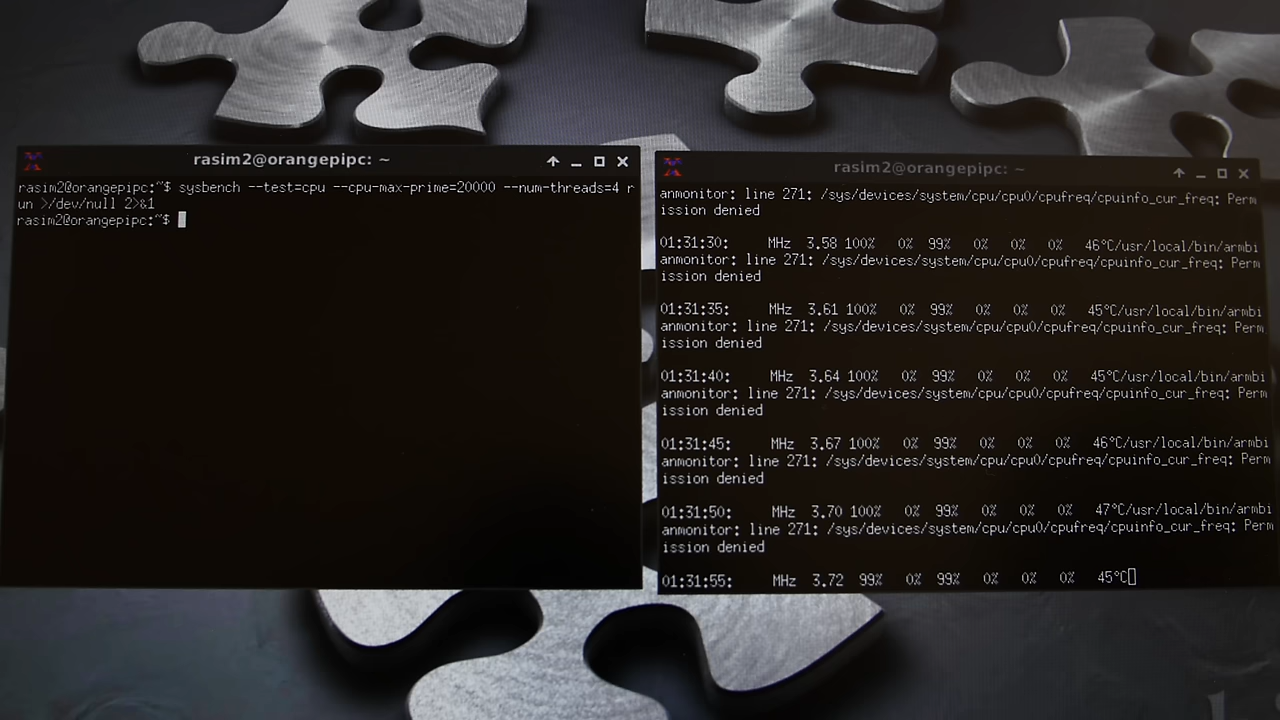 rasim2@orangepipc: ~
rasim2@orangepipc:~$ sysbench --test=cpu --cpu-max-prime=20000 --num-threads=4 r
un >/dev/null 2>&1
rasim2@orangepipc:~$
rasim2@orangepipc: ~
anmonitor: line 271: /sys/devices/system/cpu/cpu0/cpufreq/cpuinfo_cur_freq: Perm
ission denied
01:31:30: MHz 3.58 100% 0% 99% 0% 0% 0% 46°C/usr/local/bin/armbi
anmonitor: line 271: /sys/devices/system/cpu/cpu0/cpufreq/cpuinfo_cur_freq: Perm
ission denied
01:31:35: MHz 3.61 100% 0% 99% 0% 0% 0% 45°C/usr/local/bin/armbi
anmonitor: line 271: /sys/devices/system/cpu/cpu0/cpufreq/cpuinfo_cur_freq: Perm
ission denied
01:31:40: MHz 3.64 100% 0% 99% 0% 0% 0% 45°C/usr/local/bin/armbi
anmonitor: line 271: /sys/devices/system/cpu/cpu0/cpufreq/cpuinfo_cur_freq: Perm
ission denied
01:31:45: MHz 3.67 100% 0% 99% 0% 0% 0% 46°C/usr/local/bin/armbi
anmonitor: line 271: /sys/devices/system/cpu/cpu0/cpufreq/cpuinfo_cur_freq: Perm
ission denied
01:31:50: MHz 3.70 100% 0% 99% 0% 0% 0% 47°C/usr/local/bin/armbi
anmonitor: line 271: /sys/devices/system/cpu/cpu0/cpufreq/cpuinfo_cur_freq: Perm
ission denied
01:31:55: MHz 3.72 99% 0% 99% 0% 0% 0% 45°C